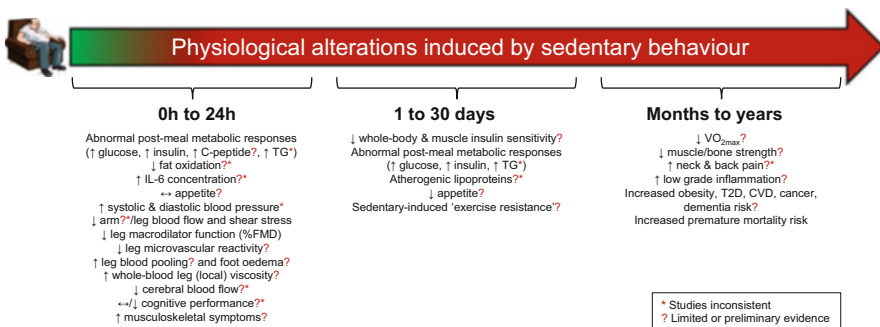 Physiological alterations induced by sedentary behaviour
0h to 24h
Abnormal post-meal metabolic responses
(↑ glucose, ↑ insulin, ↑ C-peptide?, ↑ TG*)
↓ fat oxidation?*
↑ IL-6 concentration?*
↔ appetite?
↑ systolic & diastolic blood pressure*
↓ arm?*/leg blood flow and shear stress
↓ leg macrodilator function (%FMD)
↓ leg microvascular reactivity?
↑ leg blood pooling? and foot oedema?
↑ whole-blood leg (local) viscosity?
↓ cerebral blood flow?*
↔/↓ cognitive performance?*
↑ musculoskeletal symptoms?
1 to 30 days
↓ whole-body & muscle insulin sensitivity?
Abnormal post-meal metabolic responses
(↑ glucose, ↑ insulin, ↑ TG*)
Atherogenic lipoproteins?*
↓ appetite?
Sedentary-induced 'exercise resistance'?
Months to years
↓ VO2max?
↓ muscle/bone strength?
↑ neck & back pain?*
↑ low grade inflammation?
Increased obesity, T2D, CVD, cancer,
dementia risk?
Increased premature mortality risk
* Studies inconsistent
? Limited or preliminary evidence